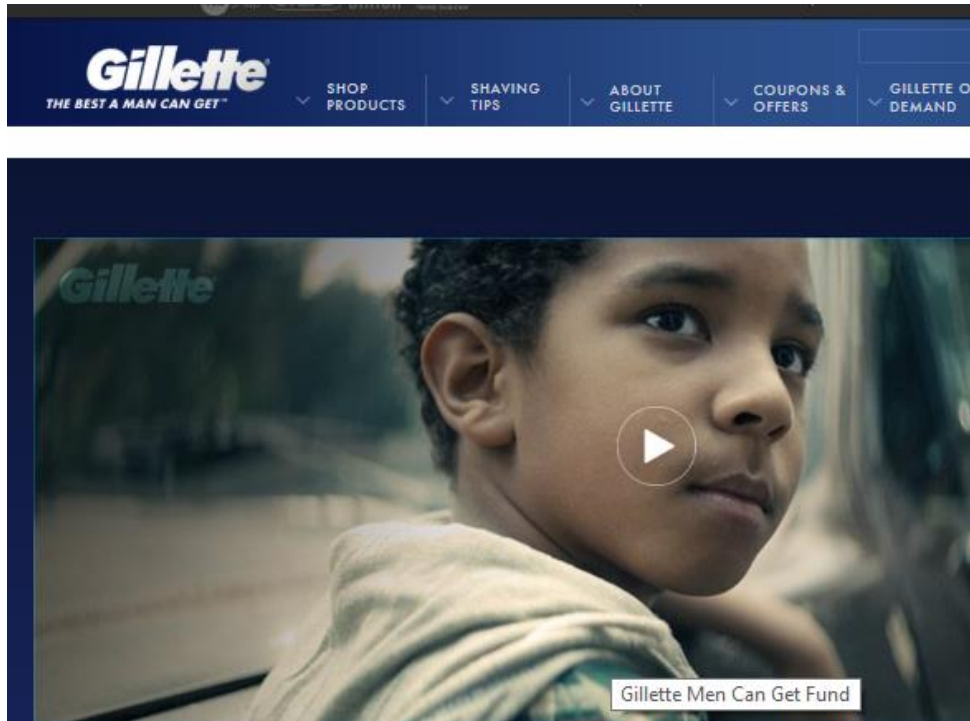 Gillette
THE BEST A MAN CAN GET™
SHOP
PRODUCTS
SHAVING
TIPS
ABOUT
GILLETTE
COUPONS &
OFFERS
GILLETTE O
DEMAND
Gillette
Gillette Men Can Get Fund